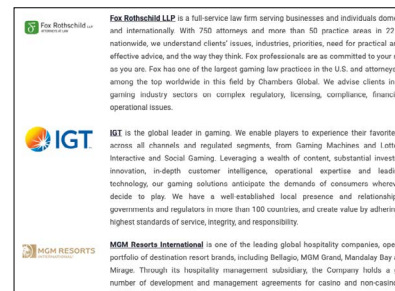 Fox Rothschild LLP
ATTORNEYS AT LAW
Fox Rothschild LLP is a full-service law firm serving businesses and individuals dome
and internationally. With 750 attorneys and more than 50 practice areas in 22
nationwide, we understand clients' issues, industries, priorities, need for practical an
effective advice, and the way they think. Fox professionals are as committed to your
as you are. Fox has one of the largest gaming law practices in the U.S. and attorneys
among the top worldwide in this field by Chambers Global. We advise clients in
gaming industry sectors on complex regulatory, licensing, compliance, financi
operational issues.
IGT
IGT is the global leader in gaming. We enable players to experience their favorite
across all channels and regulated segments, from Gaming Machines and Lotte
Interactive and Social Gaming. Leveraging a wealth of content, substantial invest
innovation, in-depth customer intelligence, operational expertise and leadi
technology, our gaming solutions anticipate the demands of consumers wherev
decide to play. We have a well-established local presence and relationship
governments and regulators in more than 100 countries, and create value by adherin
highest standards of service, integrity, and responsibility.
MGM RESORTS
INTERNATIONAL
MGM Resorts International is one of the leading global hospitality companies, ope
portfolio of destination resort brands, including Bellagio, MGM Grand, Mandalay Bay
Mirage. Through its hospitality management subsidiary, the Company holds a
number of development and management agreements for casino and non-casino